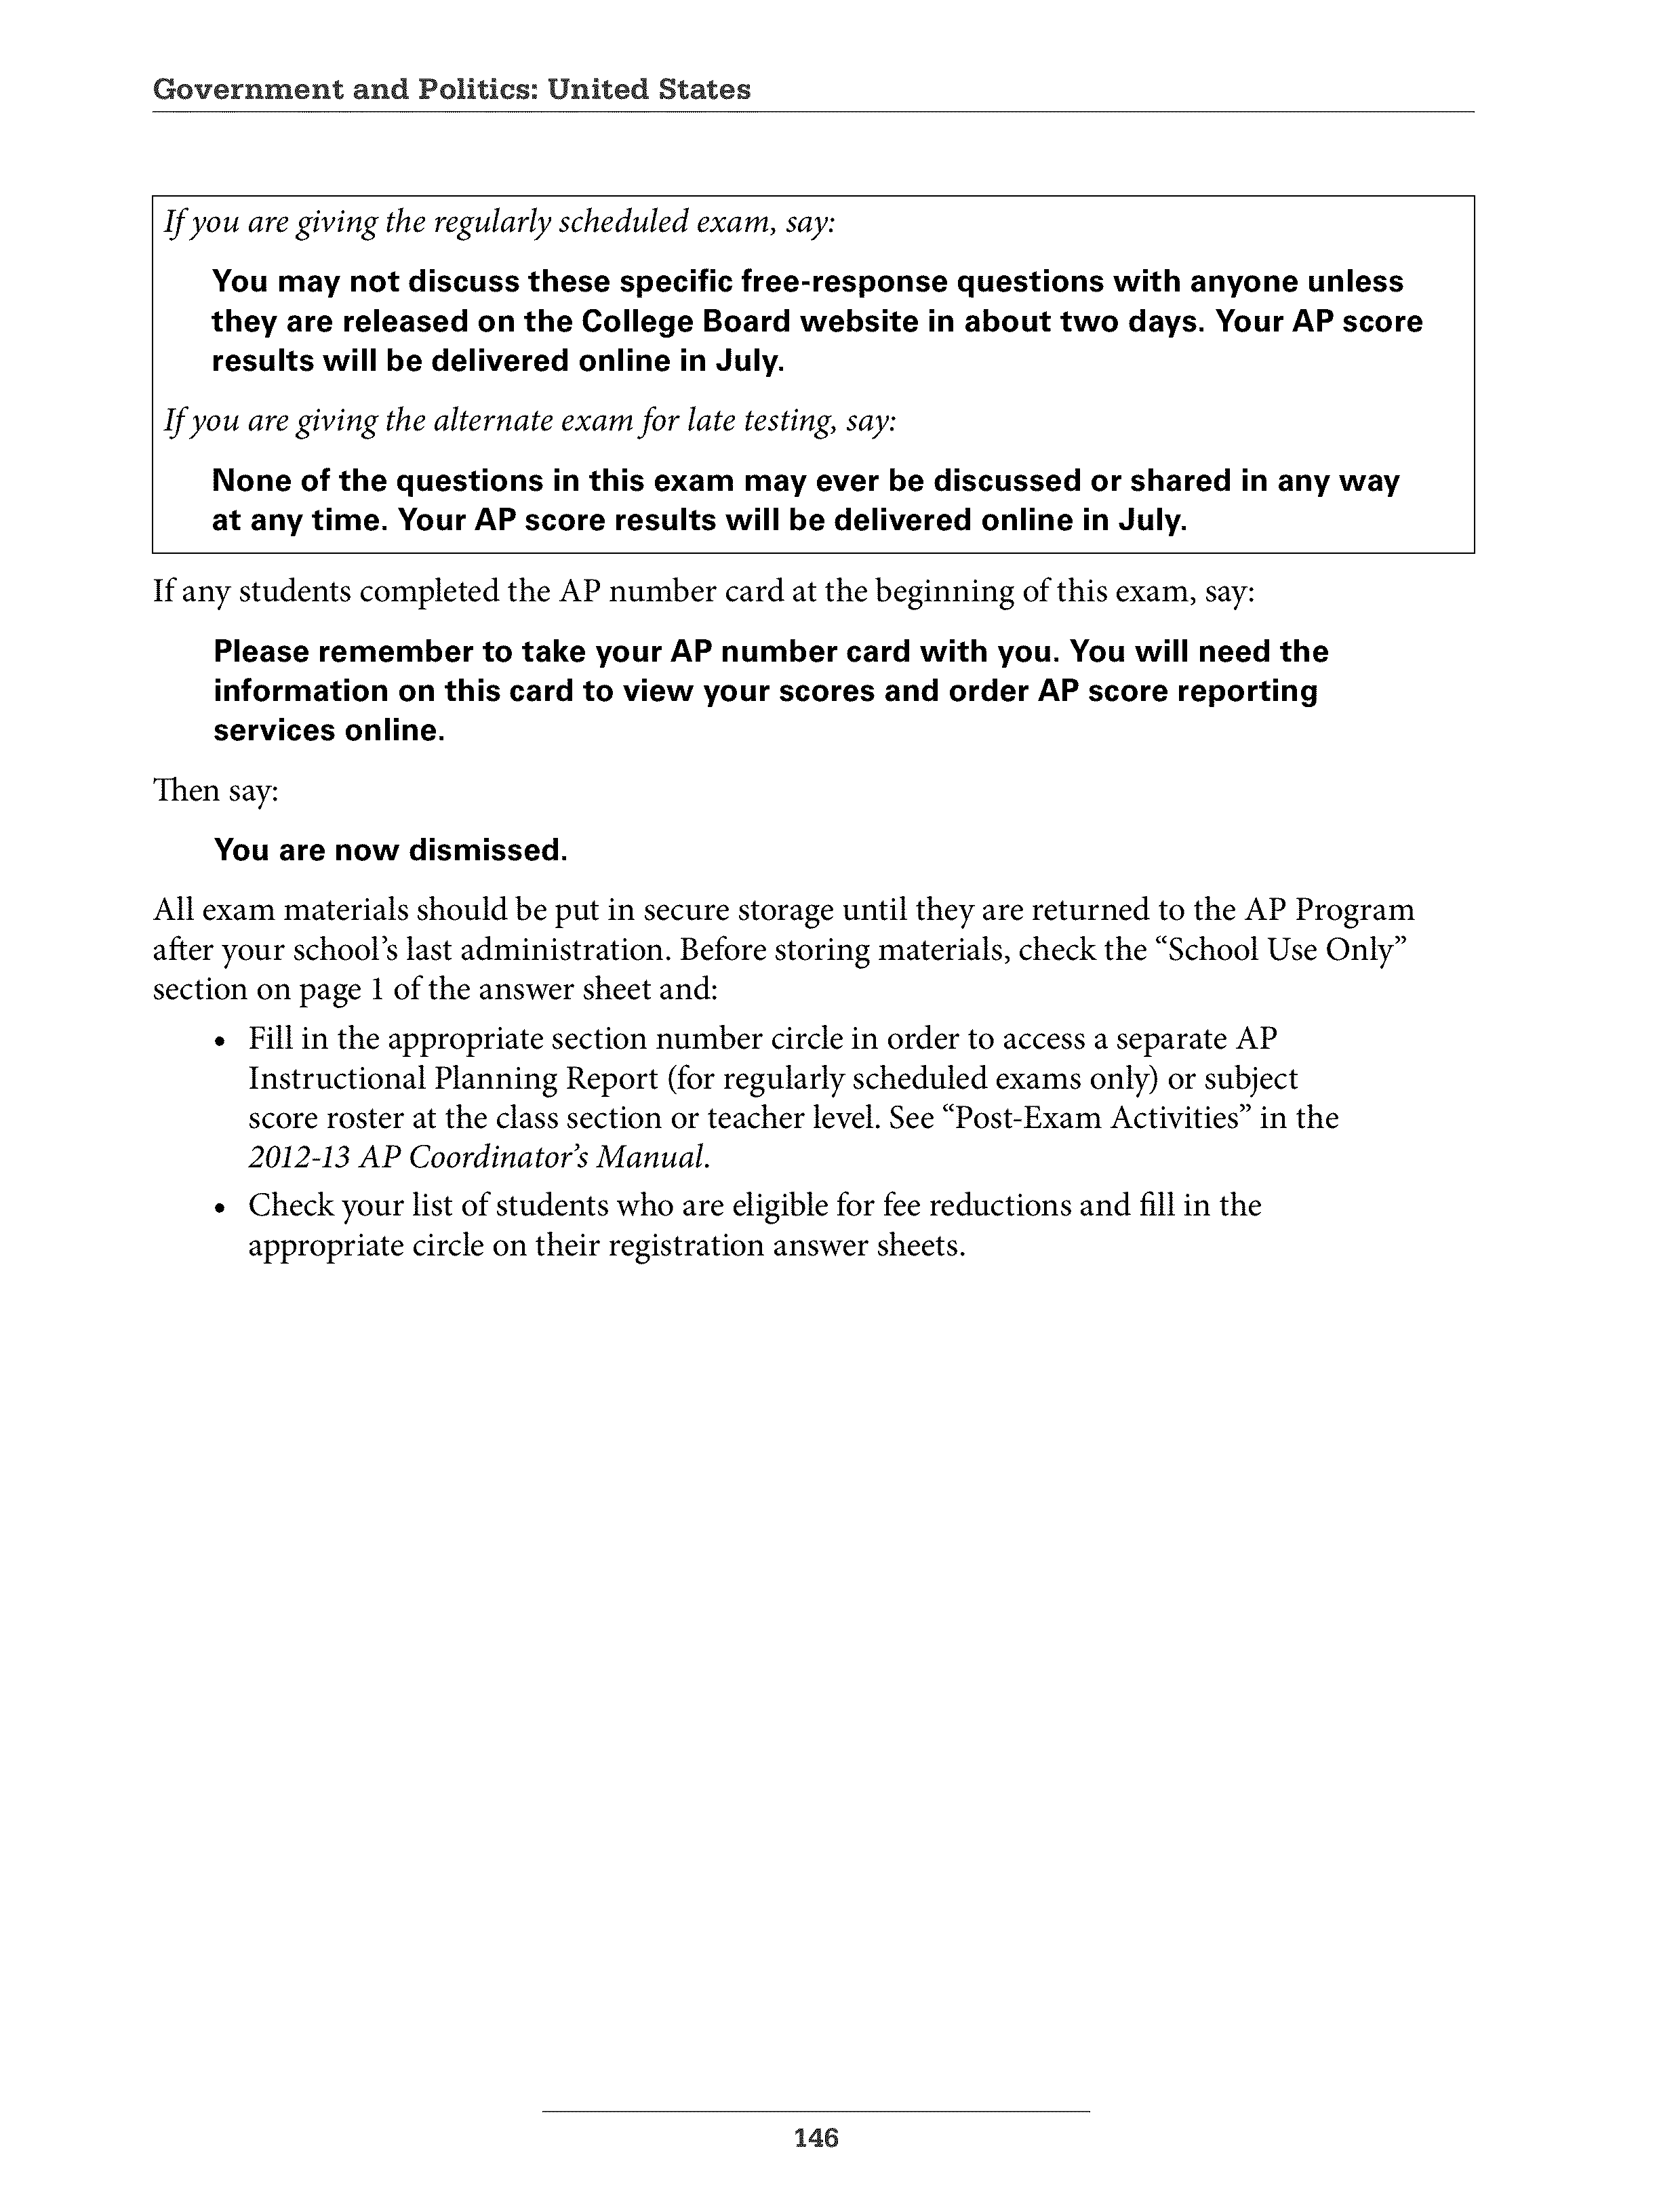 Government and Politics: United States
If you are giving the regularly scheduled exam, say:
You may not discuss these specific free-response questions with anyone unless
they are released on the College Board website in about two days. Your AP score
results will be delivered online in July.
If you are giving the alternate exam for late testing, say:
None of the questions in this exam may ever be discussed or shared in any way
at any time. Your AP score results will be delivered online in July.
If any students completed the AP number card at the beginning of this exam, say:
Please remember to take your AP number card with you. You will need the
information on this card to view your scores and order AP score reporting
services online.
Then say:
You are now dismissed.
All exam materials should be put in secure storage until they are returned to the AP Program
after your school’s last administration. Before storing materials, check the “School Use Only”
section on page 1 of the answer sheet and:
• Fill in the appropriate section number circle in order to access a separate AP
Instructional Planning Report (for regularly scheduled exams only) or subject
score roster at the class section or teacher level. See “Post-Exam Activities” in the
2012-13 AP Coordinator’s Manual.
• Check your list of students who are eligible for fee reductions and fill in the
appropriate circle on their registration answer sheets.
146